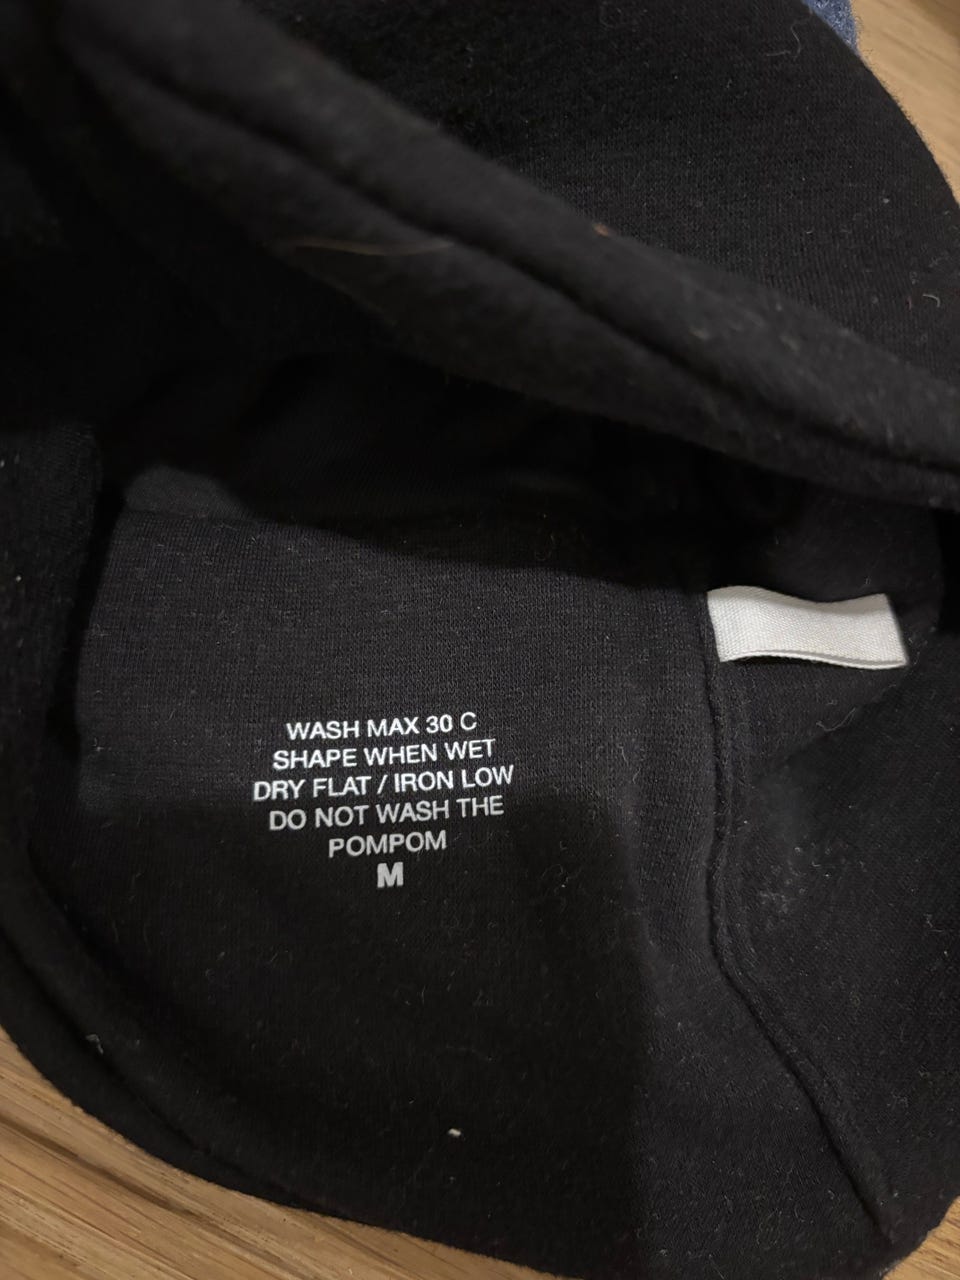 WASH MAX 30 C
SHAPE WHEN WET
DRY FLAT / IRON LOW
DO NOT WASH THE
POMPOM
M